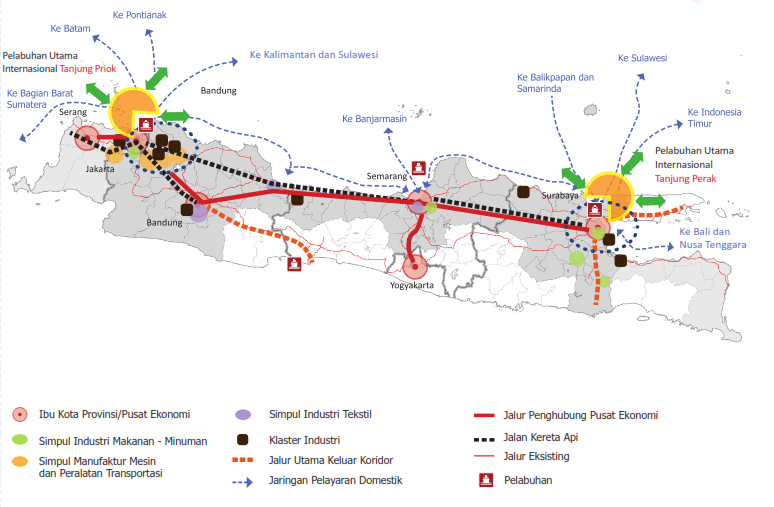 Ke Pontianak
Ke Batam
Pelabuhan Utama
Internasional Tanjung Priok
Ke Kalimantan dan Sulawesi
Ke Sulawesi
Ke Balikpapan dan
Samarinda
Ke Bagian Barat
Sumatera
Bandung
Serang
Ke Banjarmasin
Ke Indonesia
Timur
Pelabuhan Utama
Internasional
Tanjung Perak
Jakarta
Semarang
Surabaya
Bandung
Ke Bali dan
Nusa Tenggara
Yogyakarta
Ibu Kota Provinsi/Pusat Ekonomi
Simpul Industri Makanan - Minuman
Simpul Manufaktur Mesin
dan Peralatan Transportasi
Simpul Industri Tekstil
Klaster Industri
Jalur Utama Keluar Koridor
Jaringan Pelayaran Domestik
Jalur Penghubung Pusat Ekonomi
Jalan Kereta Api
Jalur Eksisting
Pelabuhan